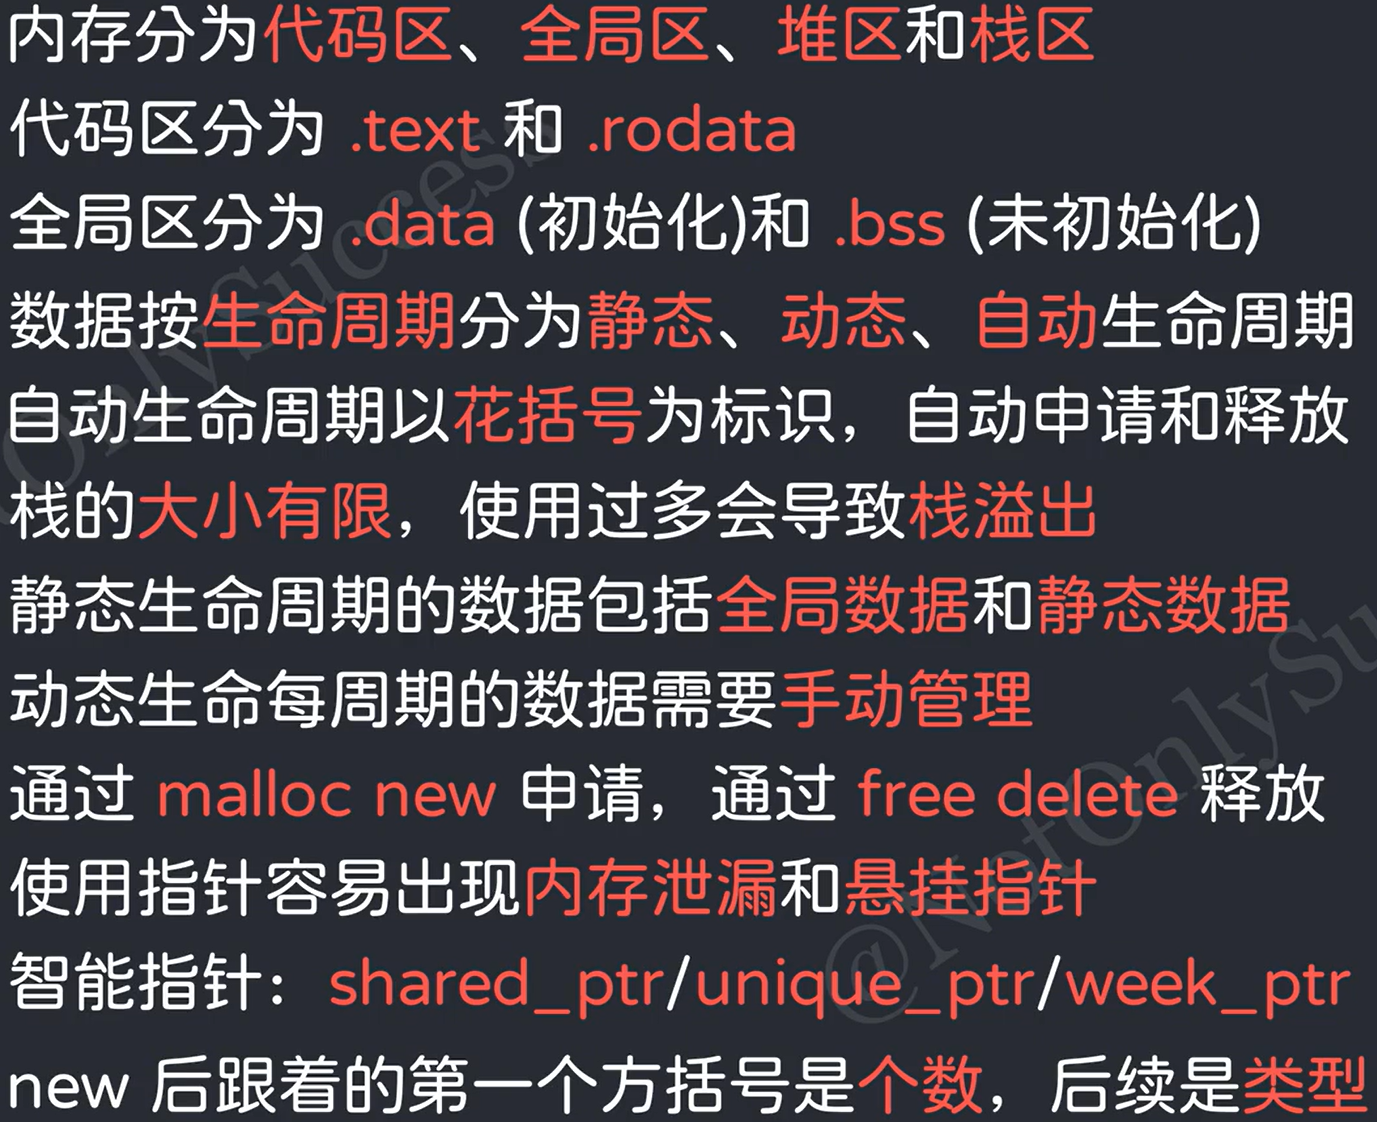 内存分为代码区、全局区、堆区和栈区
代码区分为 .text 和 .rodata
全局区分为 .data (初始化)和 .bss (未初始化)
数据按生命周期分为静态、动态、自动生命周期
自动生命周期以花括号为标识，自动申请和释放
栈的大小有限，使用过多会导致栈溢出
静态生命周期的数据包括全局数据和静态数据
动态生命每周期的数据需要手动管理
通过 malloc new 申请，通过 free delete 释放
使用指针容易出现内存泄漏和悬挂指针
智能指针：shared_ptr/unique_ptr/week_ptr
new 后跟着的第一个方括号是个数，后续是类型
OnlySuccess
@NotOnlySu